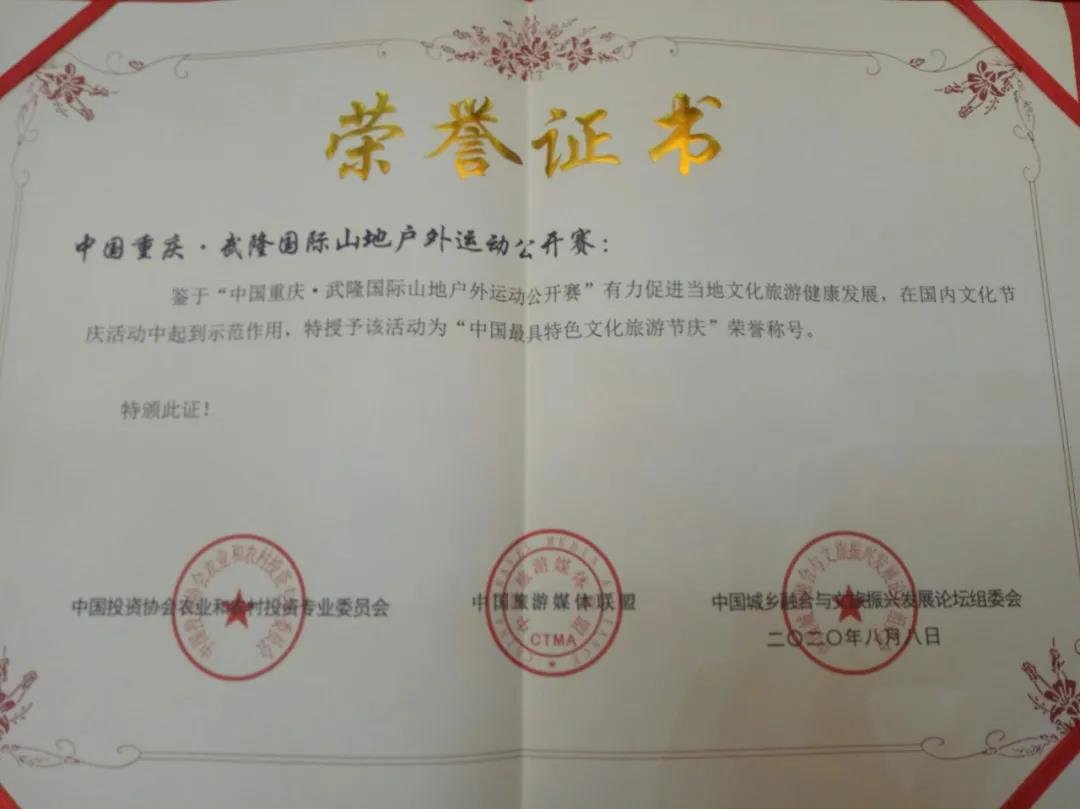 荣誉证书
中国重庆·武隆国际山地户外运动公开赛：
鉴于“中国重庆·武隆国际山地户外运动公开赛”有力促进当地文化旅游健康发展，在国内文化节
庆活动中起到示范作用，特授予该活动为“中国最具特色文化旅游节庆”荣誉称号。
特颁此证！
中国投资协会农业和农村投资专业委员会
中国旅游媒体联盟
CTMA
中国城乡融合与文旅振兴发展论坛组委会
二〇二〇年八月八日